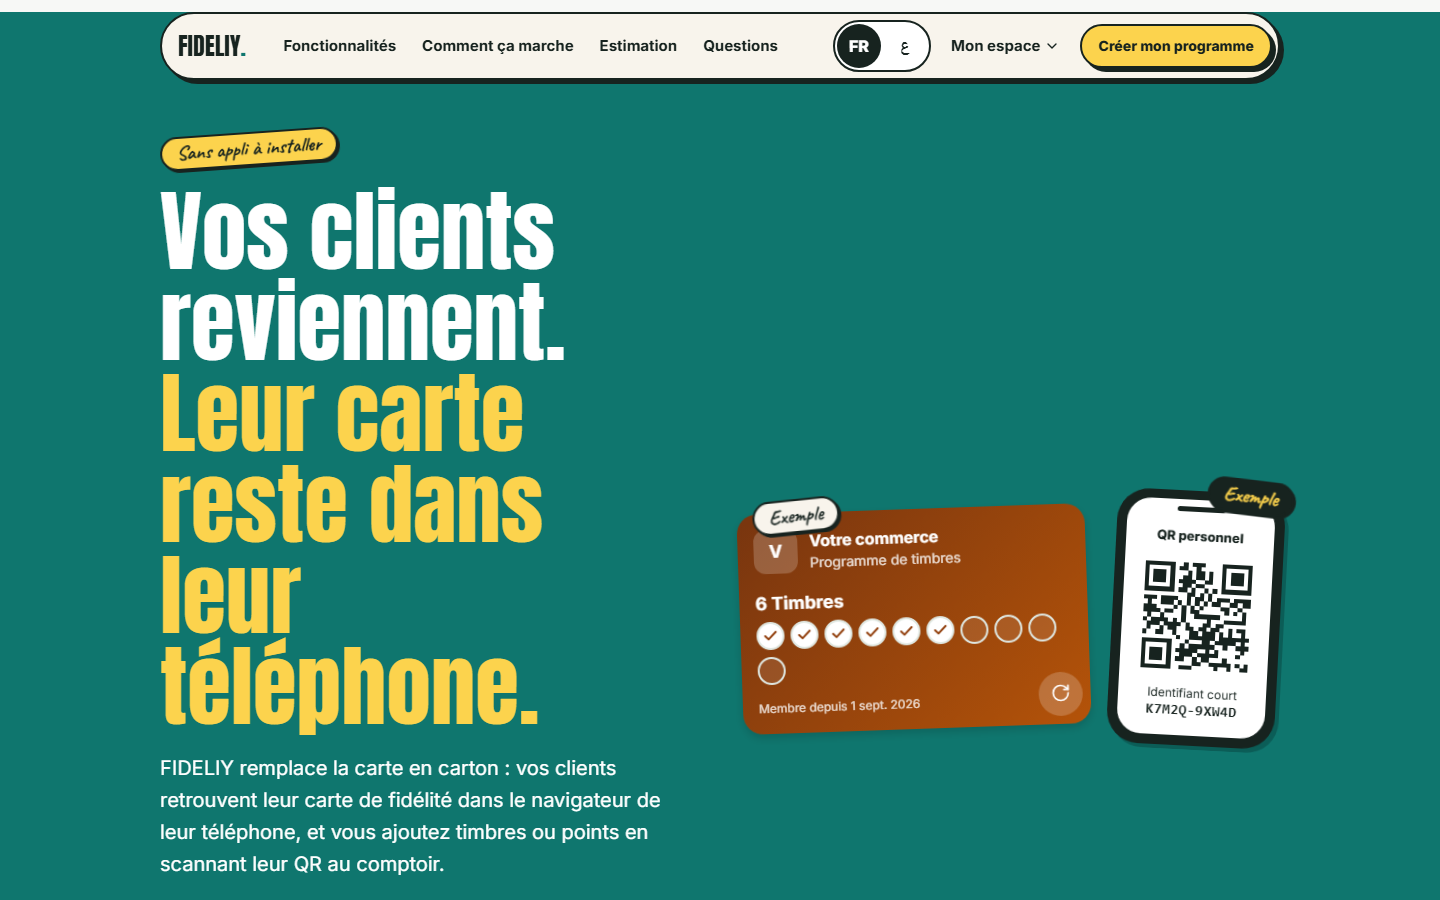 FIDELIY.
Fonctionnalités
Comment ça marche
Estimation
Questions
FR
ع
Mon espace
Créer mon programme
Sans appli à installer
Vos clients
reviennent.
Leur carte
reste dans
leur
téléphone.
FIDELIY remplace la carte en carton : vos clients
retrouvent leur carte de fidélité dans le navigateur de
leur téléphone, et vous ajoutez timbres ou points en
scannant leur QR au comptoir.
Exemple
V
Votre commerce
Programme de timbres
6 Timbres
Membre depuis 1 sept. 2026
Exemple
QR personnel
Identifiant court
K7M2Q-9XW4D